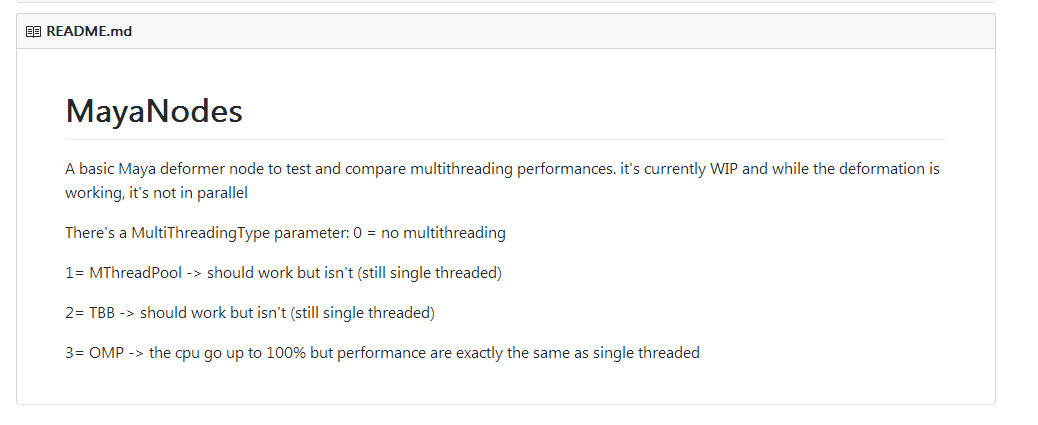 README.md
MayaNodes
A basic Maya deformer node to test and compare multithreading performances. it's currently WIP and while the deformation is
working, it's not in parallel
There's a MultiThreadingType parameter: 0 = no multithreading
1= MThreadPool -> should work but isn't (still single threaded)
2= TBB -> should work but isn't (still single threaded)
3= OMP -> the cpu go up to 100% but performance are exactly the same as single threaded